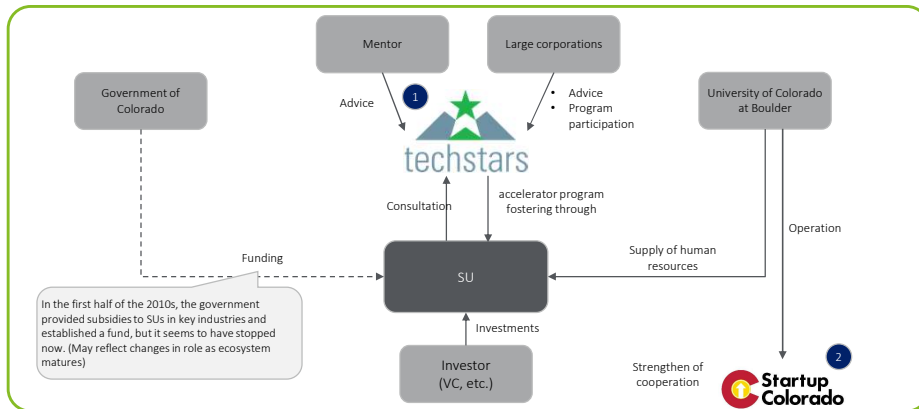 Mentor
Large corporations
Government of
Colorado
University of Colorado
at Boulder
Advice
1
• Advice
• Program
participation
techstars
Consultation
accelerator program
fostering through
Operation
Funding
SU
Supply of human
resources
In the first half of the 2010s, the government
provided subsidies to SUs in key industries and
established a fund, but it seems to have stopped
now. (May reflect changes in role as ecosystem
matures)
Investments
Investor
(VC, etc.)
Strengthen of
cooperation
2
Startup
Colorado